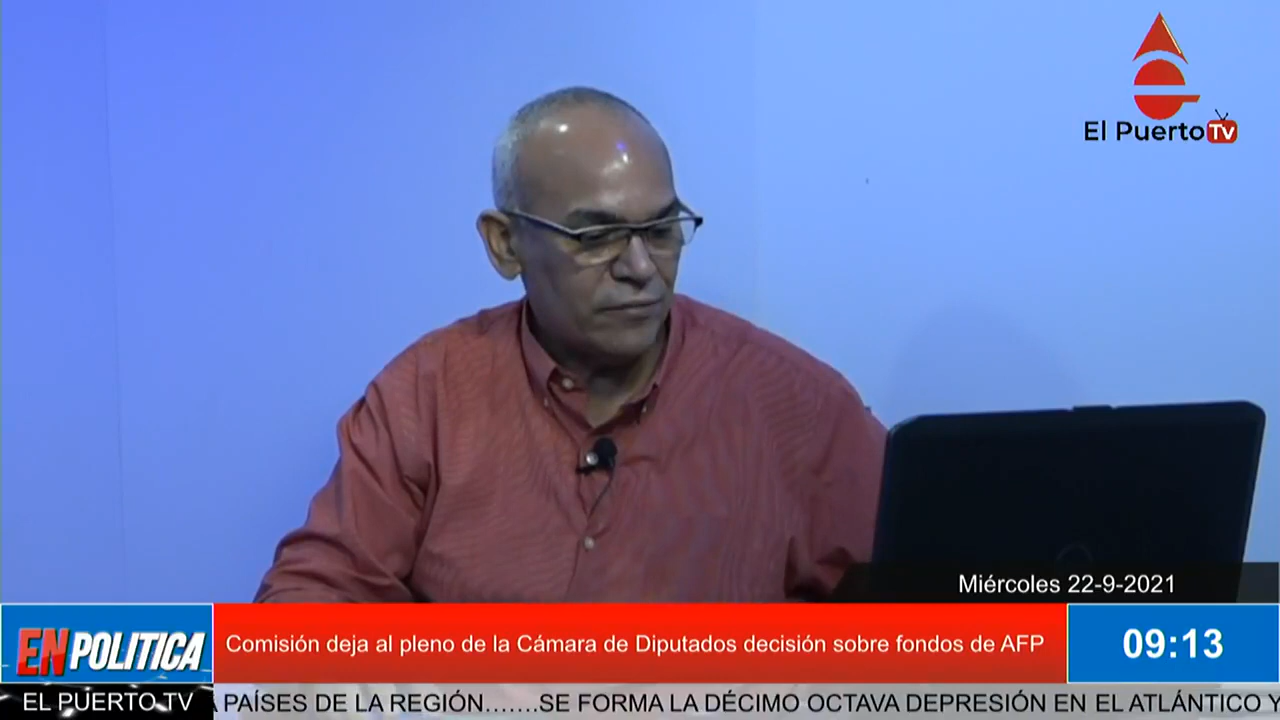 El Puerto Tv
Miércoles 22-9-2021
EN POLITICA
Comisión deja al pleno de la Cámara de Diputados decisión sobre fondos de AFP
09:13
EL PUERTO TV
PAÍSES DE LA REGIÓN.......SE FORMA LA DÉCIMO OCTAVA DEPRESIÓN EN EL ATLÁNTICO Y